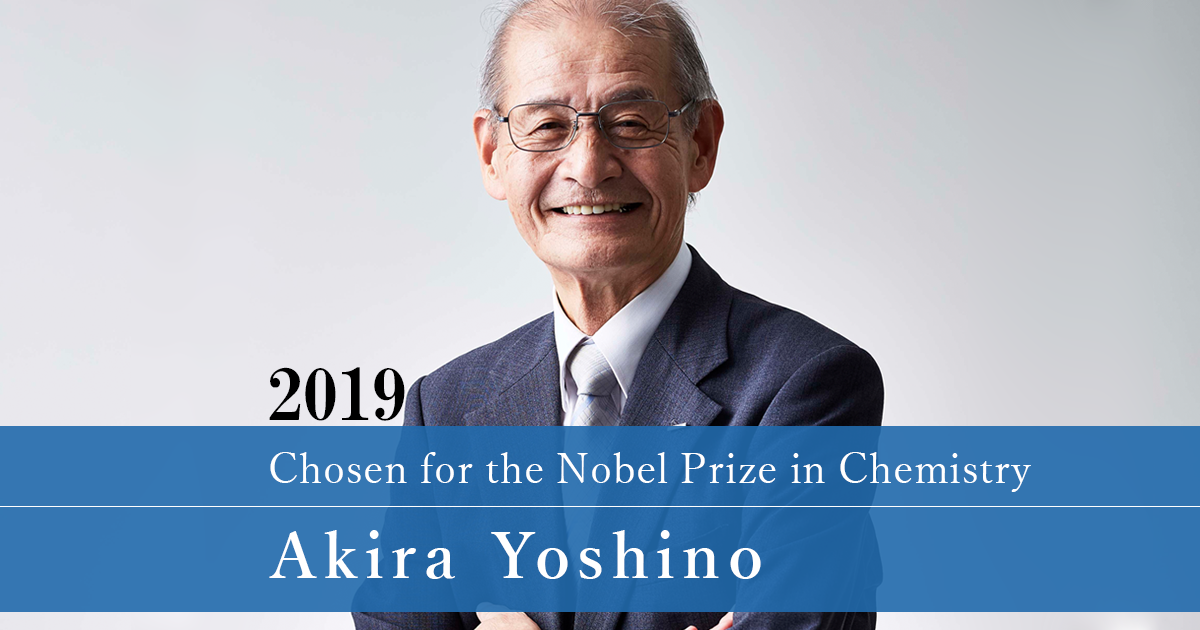 2019
Chosen for the Nobel Prize in Chemistry
Akira Yoshino